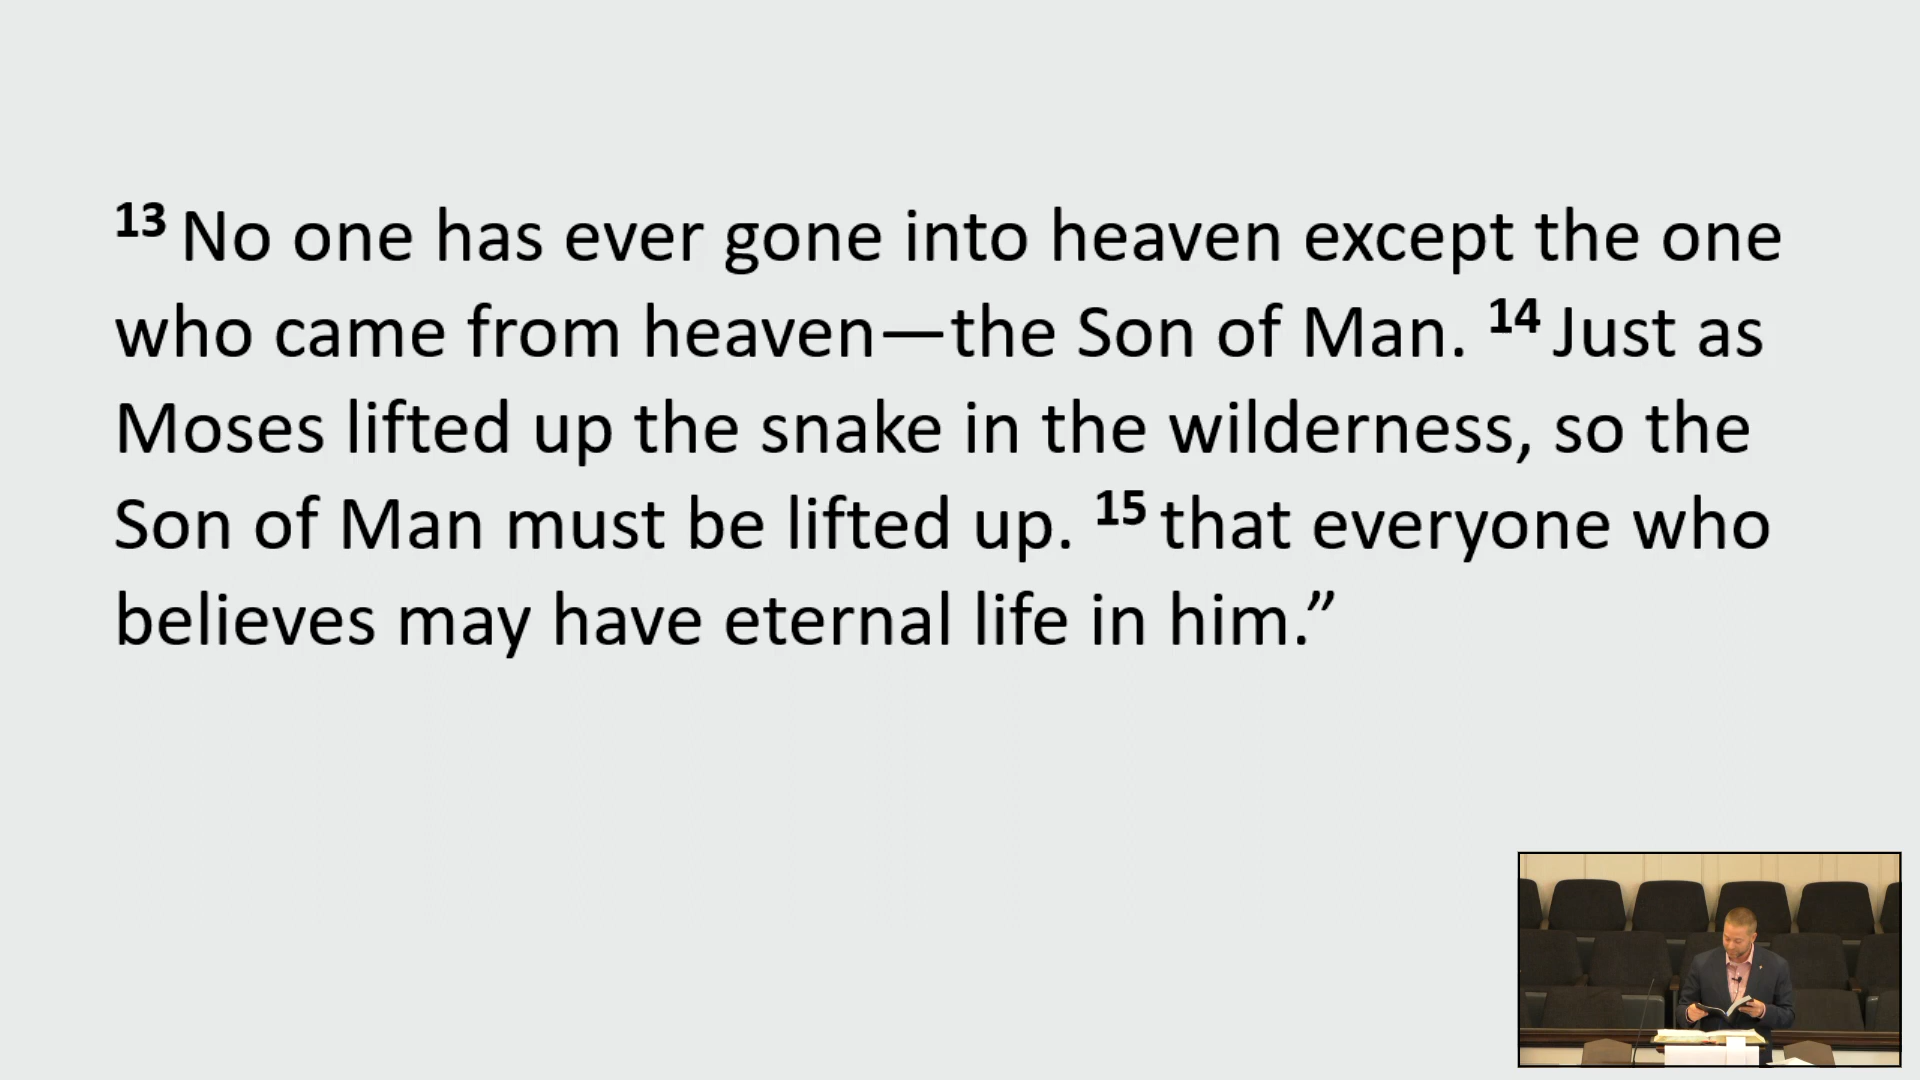 13 No one has ever gone into heaven except the one
who came from heaven—the Son of Man. 14 Just as
Moses lifted up the snake in the wilderness, so the
Son of Man must be lifted up. 15 that everyone who
believes may have eternal life in him.”